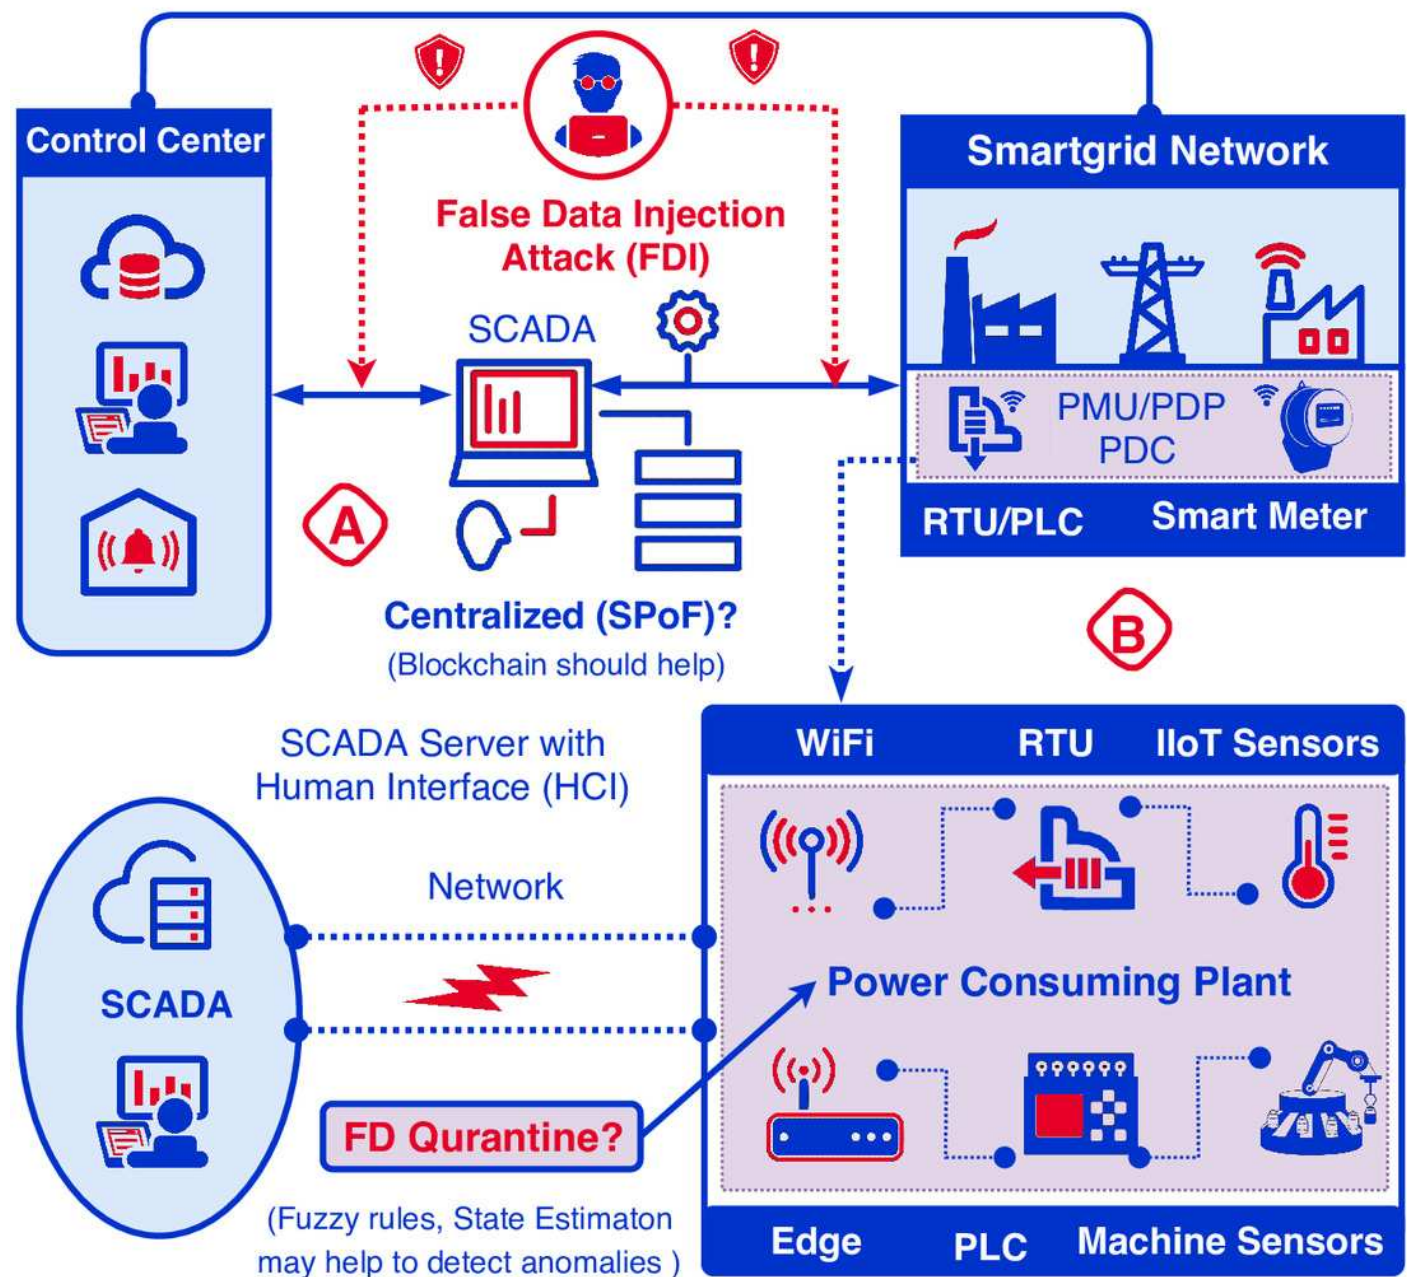 Control Center
Smartgrid Network
False Data Injection
Attack (FDI)
SCADA
PMU/PDP
PDC
RTU/PLC
Smart Meter
A
Centralized (SPoF)?
(Blockchain should help)
B
SCADA Server with
Human Interface (HCI)
WiFi
RTU
IIoT Sensors
Network
SCADA
Power Consuming Plant
FD Qurantine?
(Fuzzy rules, State Estimaton
may help to detect anomalies )
Edge
PLC
Machine Sensors